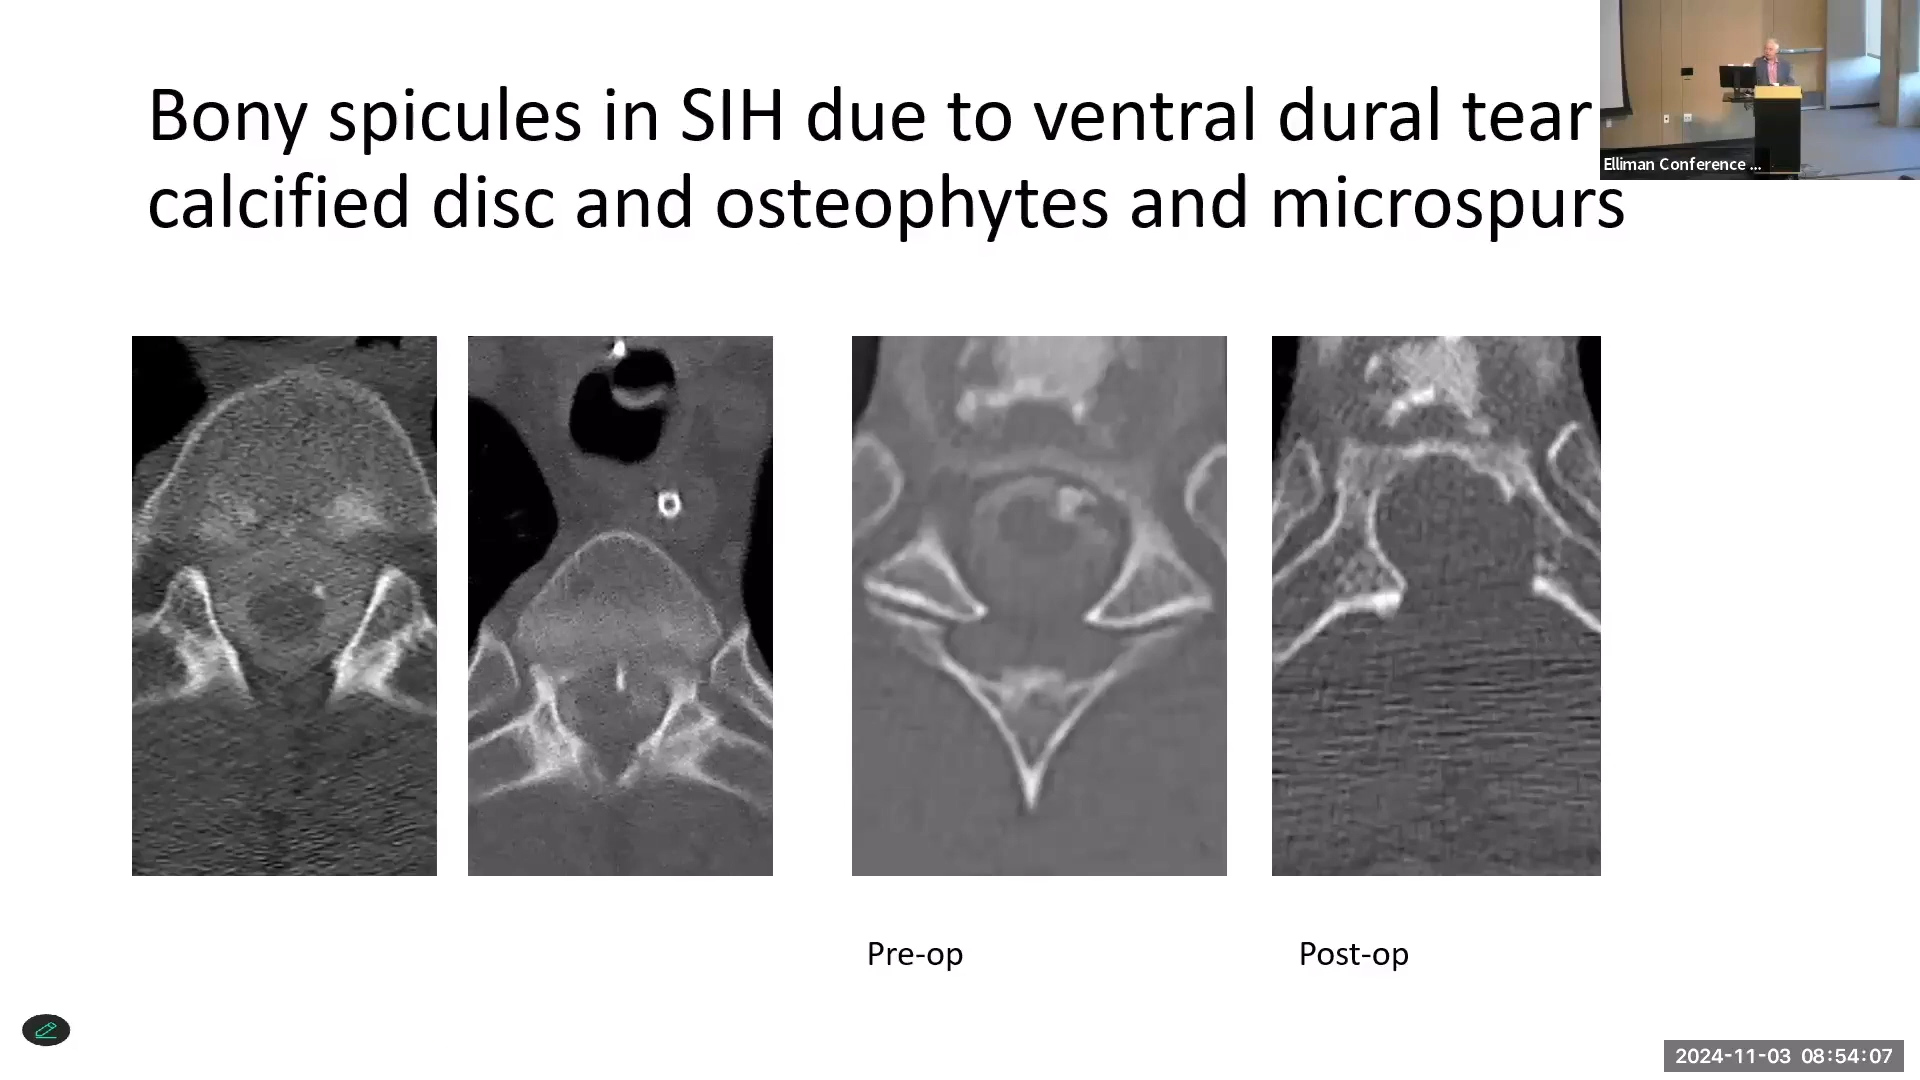 Bony spicules in SIH due to ventral dural tear
calcified disc and osteophytes and microspurs
Elliman Conference ...
Pre-op
Post-op
2024-11-03 08:54:07